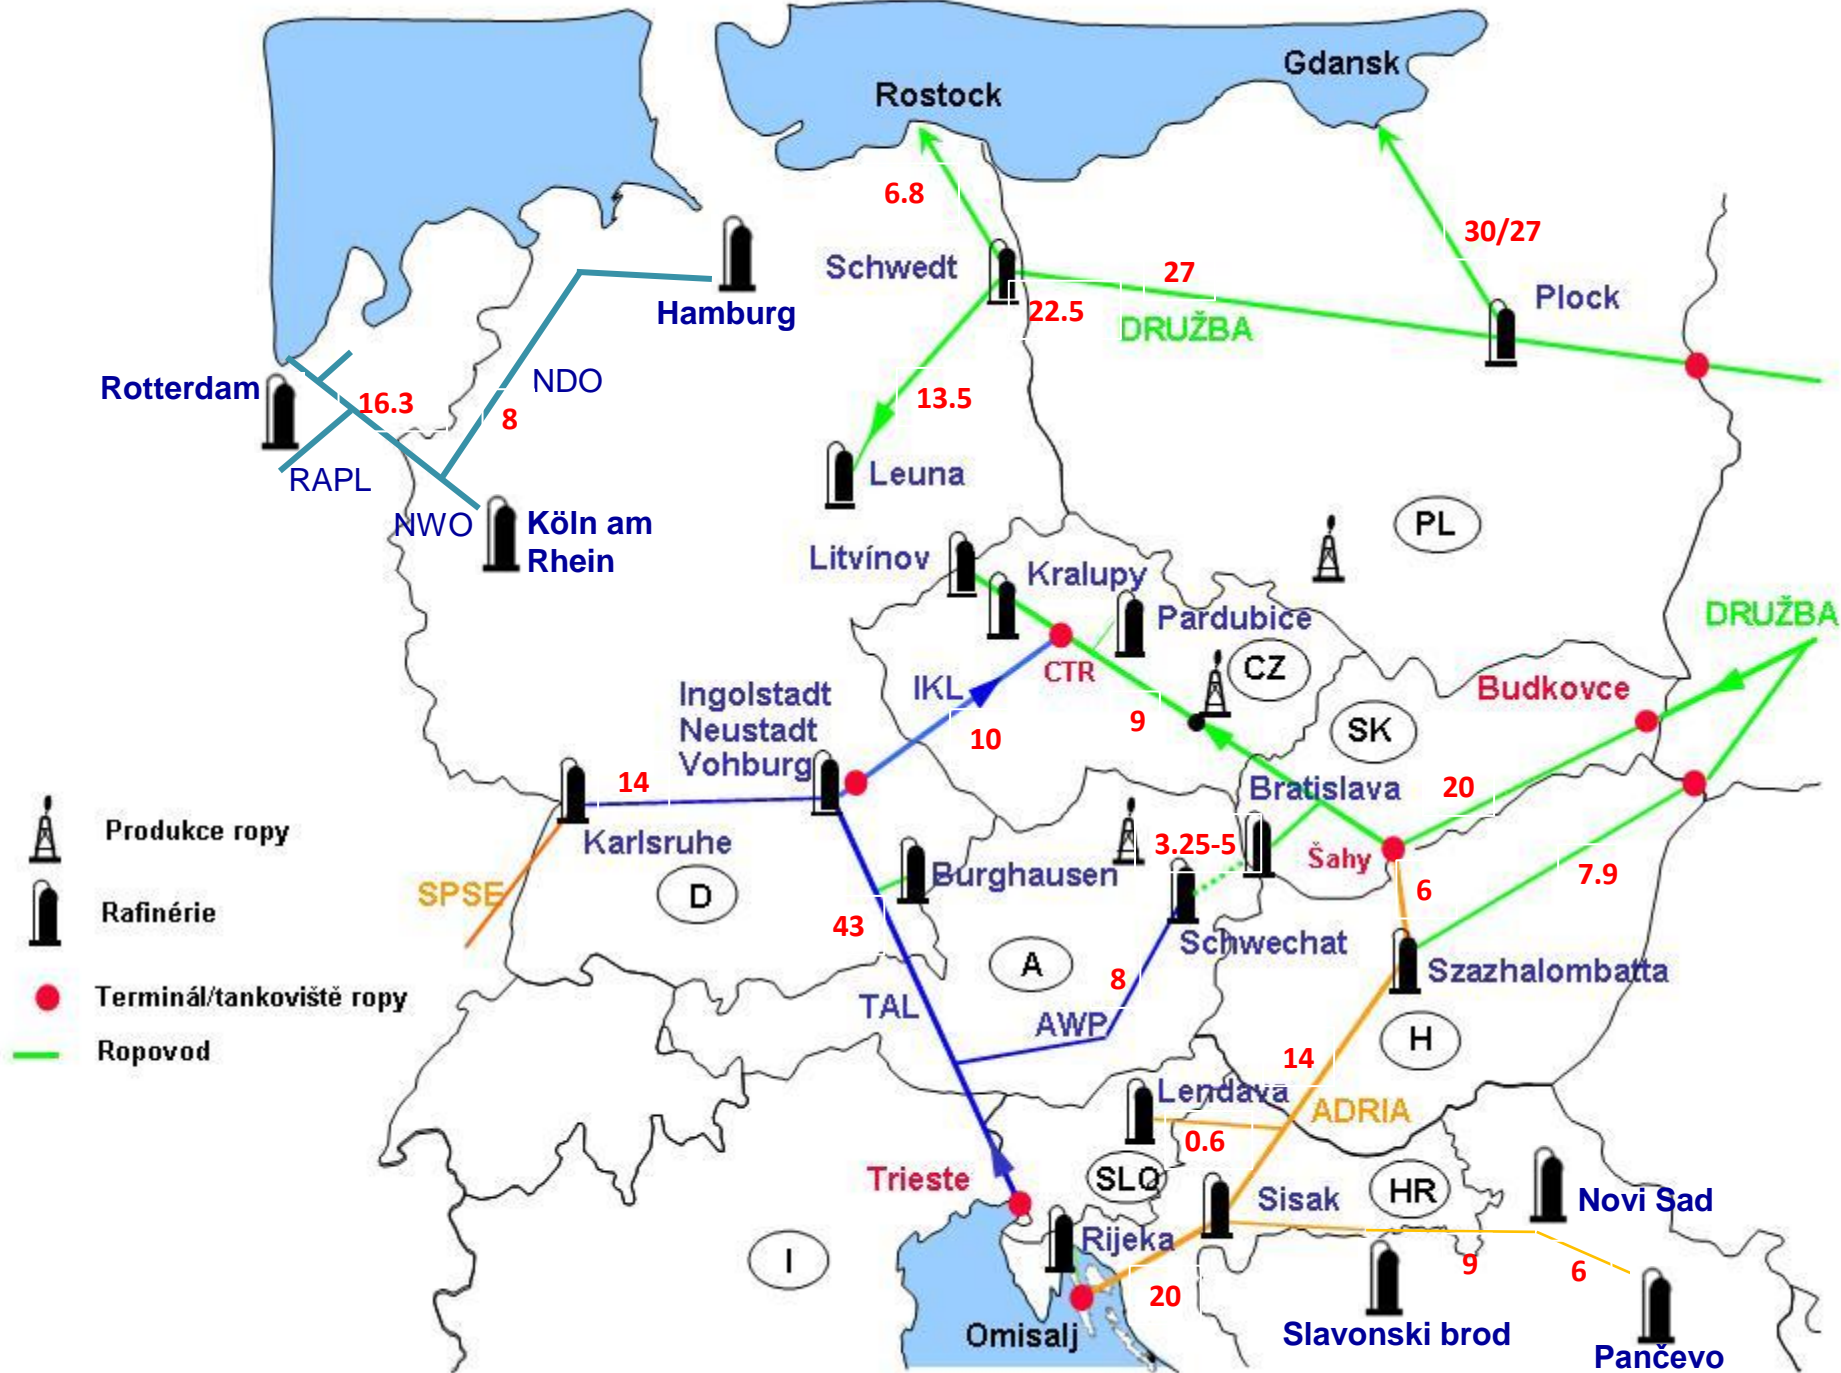 Gdansk
Rostock
6.8
30/27
Schwedt
27
Plock
22.5
DRUŽBA
Hamburg
Rotterdam
NDO
16.3
8
13.5
RAPL
Leuna
NWO
Köln am
Rhein
PL
Litvínov
Kralupy
Pardubice
DRUŽBA
CTR
CZ
IKL
Ingolstadt
Neustadt
Vohburg
Budkovce
9
SK
10
14
Bratislava
20
Produkce ropy
Karlsruhe
3.25-5
Šahy
7.9
Burghausen
SPSE
D
6
Rafinérie
43
Schwechat
A
8
Szazhalombatta
Terminál/tankoviště ropy
TAL
AWP
H
Ropovod
14
Lendava
ADRIA
0.6
Trieste
SLO
HR
Sisak
Novi Sad
Rijeka
I
9
6
20
Omisalj
Slavonski brod
Pančevo